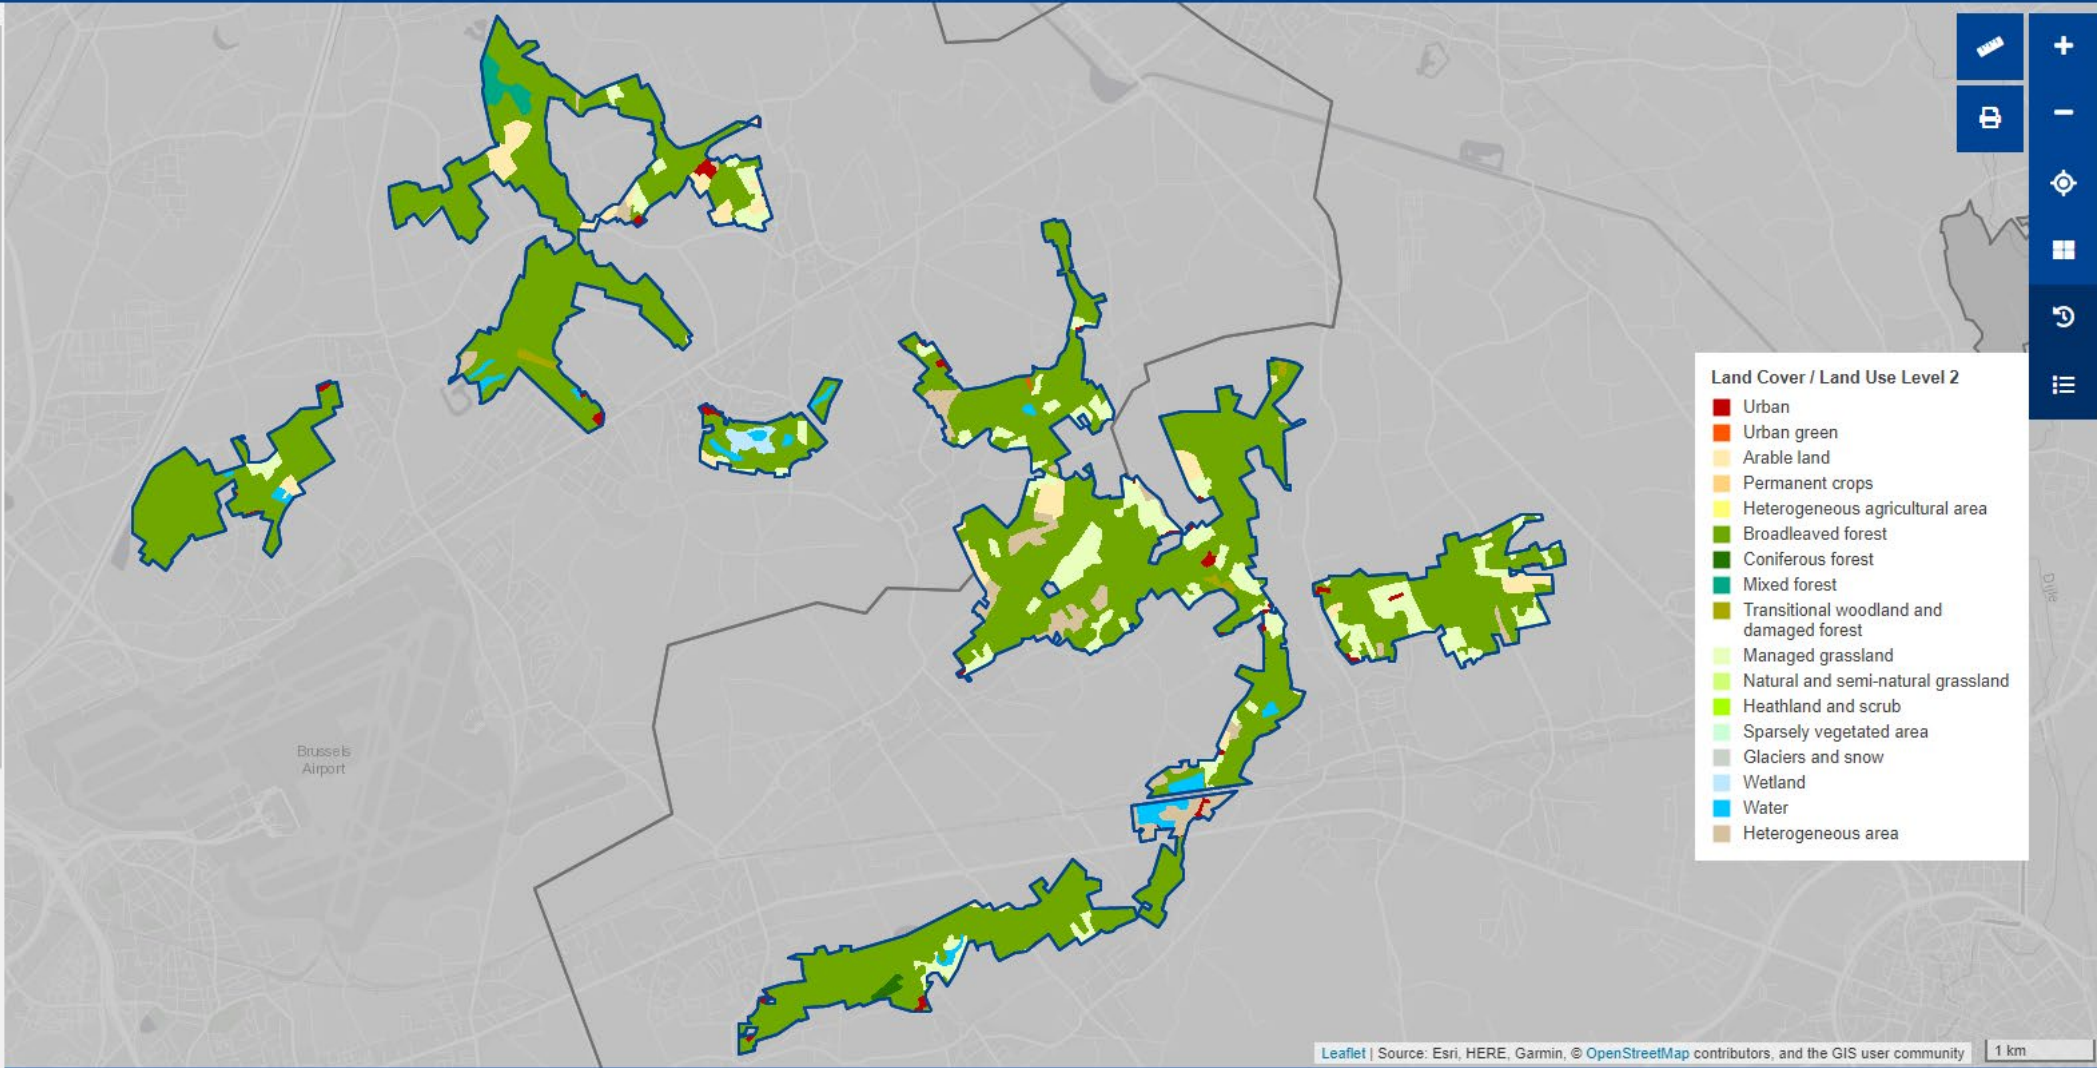 Land Cover / Land Use Level 2
Urban
Urban green
Arable land
Permanent crops
Heterogeneous agricultural area
Broadleaved forest
Coniferous forest
Mixed forest
Transitional woodland and
damaged forest
Managed grassland
Natural and semi-natural grassland
Heathland and scrub
Sparsely vegetated area
Glaciers and snow
Wetland
Water
Heterogeneous area
Dijle
Brussels
Airport
Leaflet | Source: Esri, HERE, Garmin, © OpenStreetMap contributors, and the GIS user community
1 km